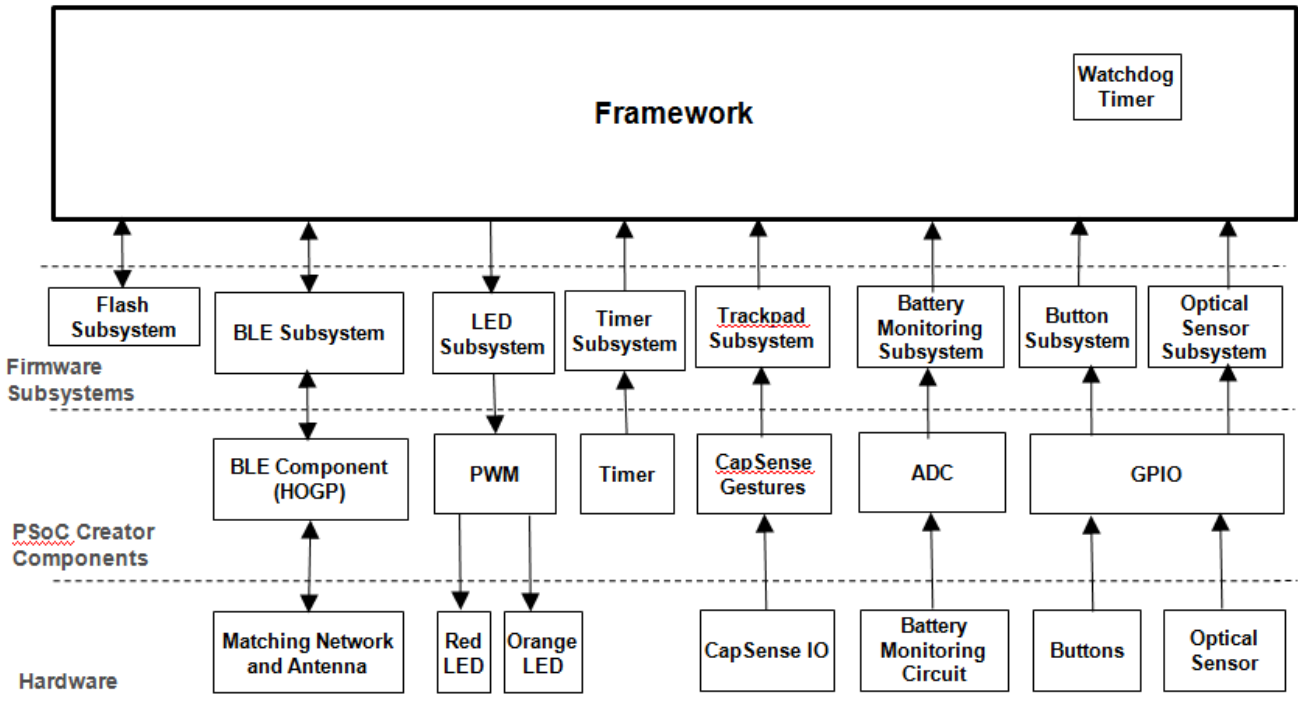 Framework
Watchdog
Timer
Flash
Subsystem
BLE Subsystem
LED
Subsystem
Timer
Subsystem
Trackpad
Subsystem
Battery
Monitoring
Subsystem
Button
Subsystem
Optical
Sensor
Subsystem
Firmware
Subsystems
BLE Component
(HOGP)
PWM
Timer
CapSense
Gestures
ADC
GPIO
PSoC Creator
Components
Matching Network
and Antenna
Red
LED
Orange
LED
CapSense IO
Battery
Monitoring
Circuit
Buttons
Optical
Sensor
Hardware